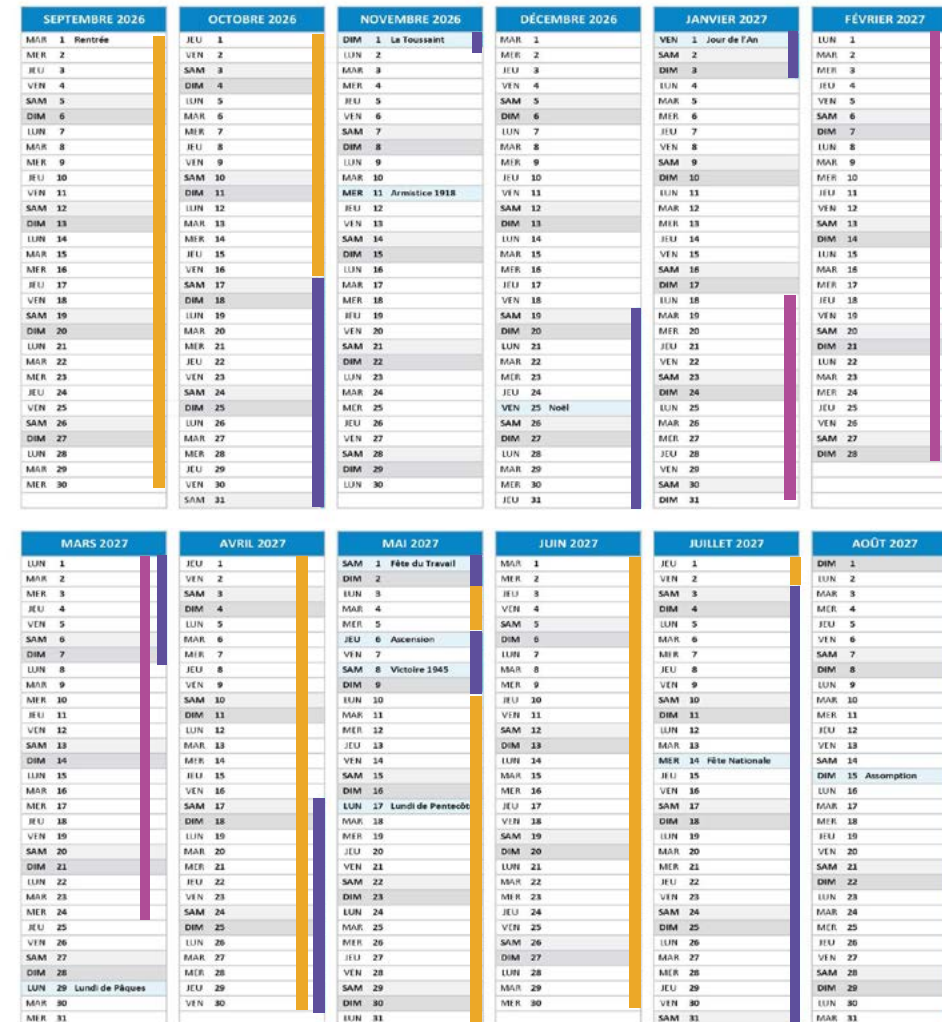 SEPTEMBRE 2026
MAR 1 Rentrée
MER 2
JEU 3
VEN 4
SAM 5
DIM 6
LUN 7
MAR 8
MER 9
JEU 10
VEN 11
SAM 12
DIM 13
LUN 14
MAR 15
MER 16
JEU 17
VEN 18
SAM 19
DIM 20
LUN 21
MAR 22
MER 23
JEU 24
VEN 25
SAM 26
DIM 27
LUN 28
MAR 29
MER 30
OCTOBRE 2026
JEU 1
VEN 2
SAM 3
DIM 4
LUN 5
MAR 6
MER 7
JEU 8
VEN 9
SAM 10
DIM 11
LUN 12
MAR 13
MER 14
JEU 15
VEN 16
SAM 17
DIM 18
LUN 19
MAR 20
MER 21
JEU 22
VEN 23
SAM 24
DIM 25
LUN 26
MAR 27
MER 28
JEU 29
VEN 30
SAM 31
NOVEMBRE 2026
DIM 1 La Toussaint
LUN 2
MAR 3
MER 4
JEU 5
VEN 6
SAM 7
DIM 8
LUN 9
MAR 10
MER 11 Armistice 1918
JEU 12
VEN 13
SAM 14
DIM 15
LUN 16
MAR 17
MER 18
JEU 19
VEN 20
SAM 21
DIM 22
LUN 23
MAR 24
MER 25
JEU 26
VEN 27
SAM 28
DIM 29
LUN 30
DÉCEMBRE 2026
MAR 1
MER 2
JEU 3
VEN 4
SAM 5
DIM 6
LUN 7
MAR 8
MER 9
JEU 10
VEN 11
SAM 12
DIM 13
LUN 14
MAR 15
MER 16
JEU 17
VEN 18
SAM 19
DIM 20
LUN 21
MAR 22
MER 23
JEU 24
VEN 25 Noël
SAM 26
DIM 27
LUN 28
MAR 29
MER 30
JEU 31
JANVIER 2027
VEN 1 Jour de l'An
SAM 2
DIM 3
LUN 4
MAR 5
MER 6
JEU 7
VEN 8
SAM 9
DIM 10
LUN 11
MAR 12
MER 13
JEU 14
VEN 15
SAM 16
DIM 17
LUN 18
MAR 19
MER 20
JEU 21
VEN 22
SAM 23
DIM 24
LUN 25
MAR 26
MER 27
JEU 28
VEN 29
SAM 30
DIM 31
FÉVRIER 2027
LUN 1
MAR 2
MER 3
JEU 4
VEN 5
SAM 6
DIM 7
LUN 8
MAR 9
MER 10
JEU 11
VEN 12
SAM 13
DIM 14
LUN 15
MAR 16
MER 17
JEU 18
VEN 19
SAM 20
DIM 21
LUN 22
MAR 23
MER 24
JEU 25
VEN 26
SAM 27
DIM 28
MARS 2027
LUN 1
MAR 2
MER 3
JEU 4
VEN 5
SAM 6
DIM 7
LUN 8
MAR 9
MER 10
JEU 11
VEN 12
SAM 13
DIM 14
LUN 15
MAR 16
MER 17
JEU 18
VEN 19
SAM 20
DIM 21
LUN 22
MAR 23
MER 24
JEU 25
VEN 26
SAM 27
DIM 28
LUN 29 Lundi de Pâques
MAR 30
MER 31
AVRIL 2027
JEU 1
VEN 2
SAM 3
DIM 4
LUN 5
MAR 6
MER 7
JEU 8
VEN 9
SAM 10
DIM 11
LUN 12
MAR 13
MER 14
JEU 15
VEN 16
SAM 17
DIM 18
LUN 19
MAR 20
MER 21
JEU 22
VEN 23
SAM 24
DIM 25
LUN 26
MAR 27
MER 28
JEU 29
VEN 30
MAI 2027
SAM 1 Fête du Travail
DIM 2
LUN 3
MAR 4
MER 5
JEU 6 Ascension
VEN 7
SAM 8 Victoire 1945
DIM 9
LUN 10
MAR 11
MER 12
JEU 13
VEN 14
SAM 15
DIM 16
LUN 17 Lundi de Pentecôt
MAR 18
MER 19
JEU 20
VEN 21
SAM 22
DIM 23
LUN 24
MAR 25
MER 26
JEU 27
VEN 28
SAM 29
DIM 30
LUN 31
JUIN 2027
MAR 1
MER 2
JEU 3
VEN 4
SAM 5
DIM 6
LUN 7
MAR 8
MER 9
JEU 10
VEN 11
SAM 12
DIM 13
LUN 14
MAR 15
MER 16
JEU 17
VEN 18
SAM 19
DIM 20
LUN 21
MAR 22
MER 23
JEU 24
VEN 25
SAM 26
DIM 27
LUN 28
MAR 29
MER 30
JUILLET 2027
JEU 1
VEN 2
SAM 3
DIM 4
LUN 5
MAR 6
MER 7
JEU 8
VEN 9
SAM 10
DIM 11
LUN 12
MAR 13
MER 14 Fête Nationale
JEU 15
VEN 16
SAM 17
DIM 18
LUN 19
MAR 20
MER 21
JEU 22
VEN 23
SAM 24
DIM 25
LUN 26
MAR 27
MER 28
JEU 29
VEN 30
SAM 31
AOÛT 2027
DIM 1
LUN 2
MAR 3
MER 4
JEU 5
VEN 6
SAM 7
DIM 8
LUN 9
MAR 10
MER 11
JEU 12
VEN 13
SAM 14
DIM 15 Assomption
LUN 16
MAR 17
MER 18
JEU 19
VEN 20
SAM 21
DIM 22
LUN 23
MAR 24
MER 25
JEU 26
VEN 27
SAM 28
DIM 29
LUN 30
MAR 31